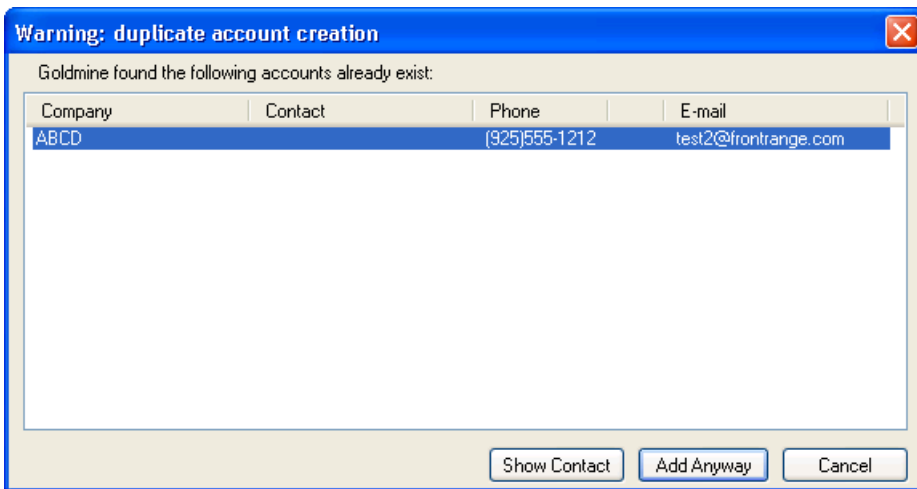 Warning: duplicate account creation
Goldmine found the following accounts already exist:
Company Contact Phone E-mail
ABCD (925)555-1212 test2@frontrange.com
Show Contact Add Anyway Cancel